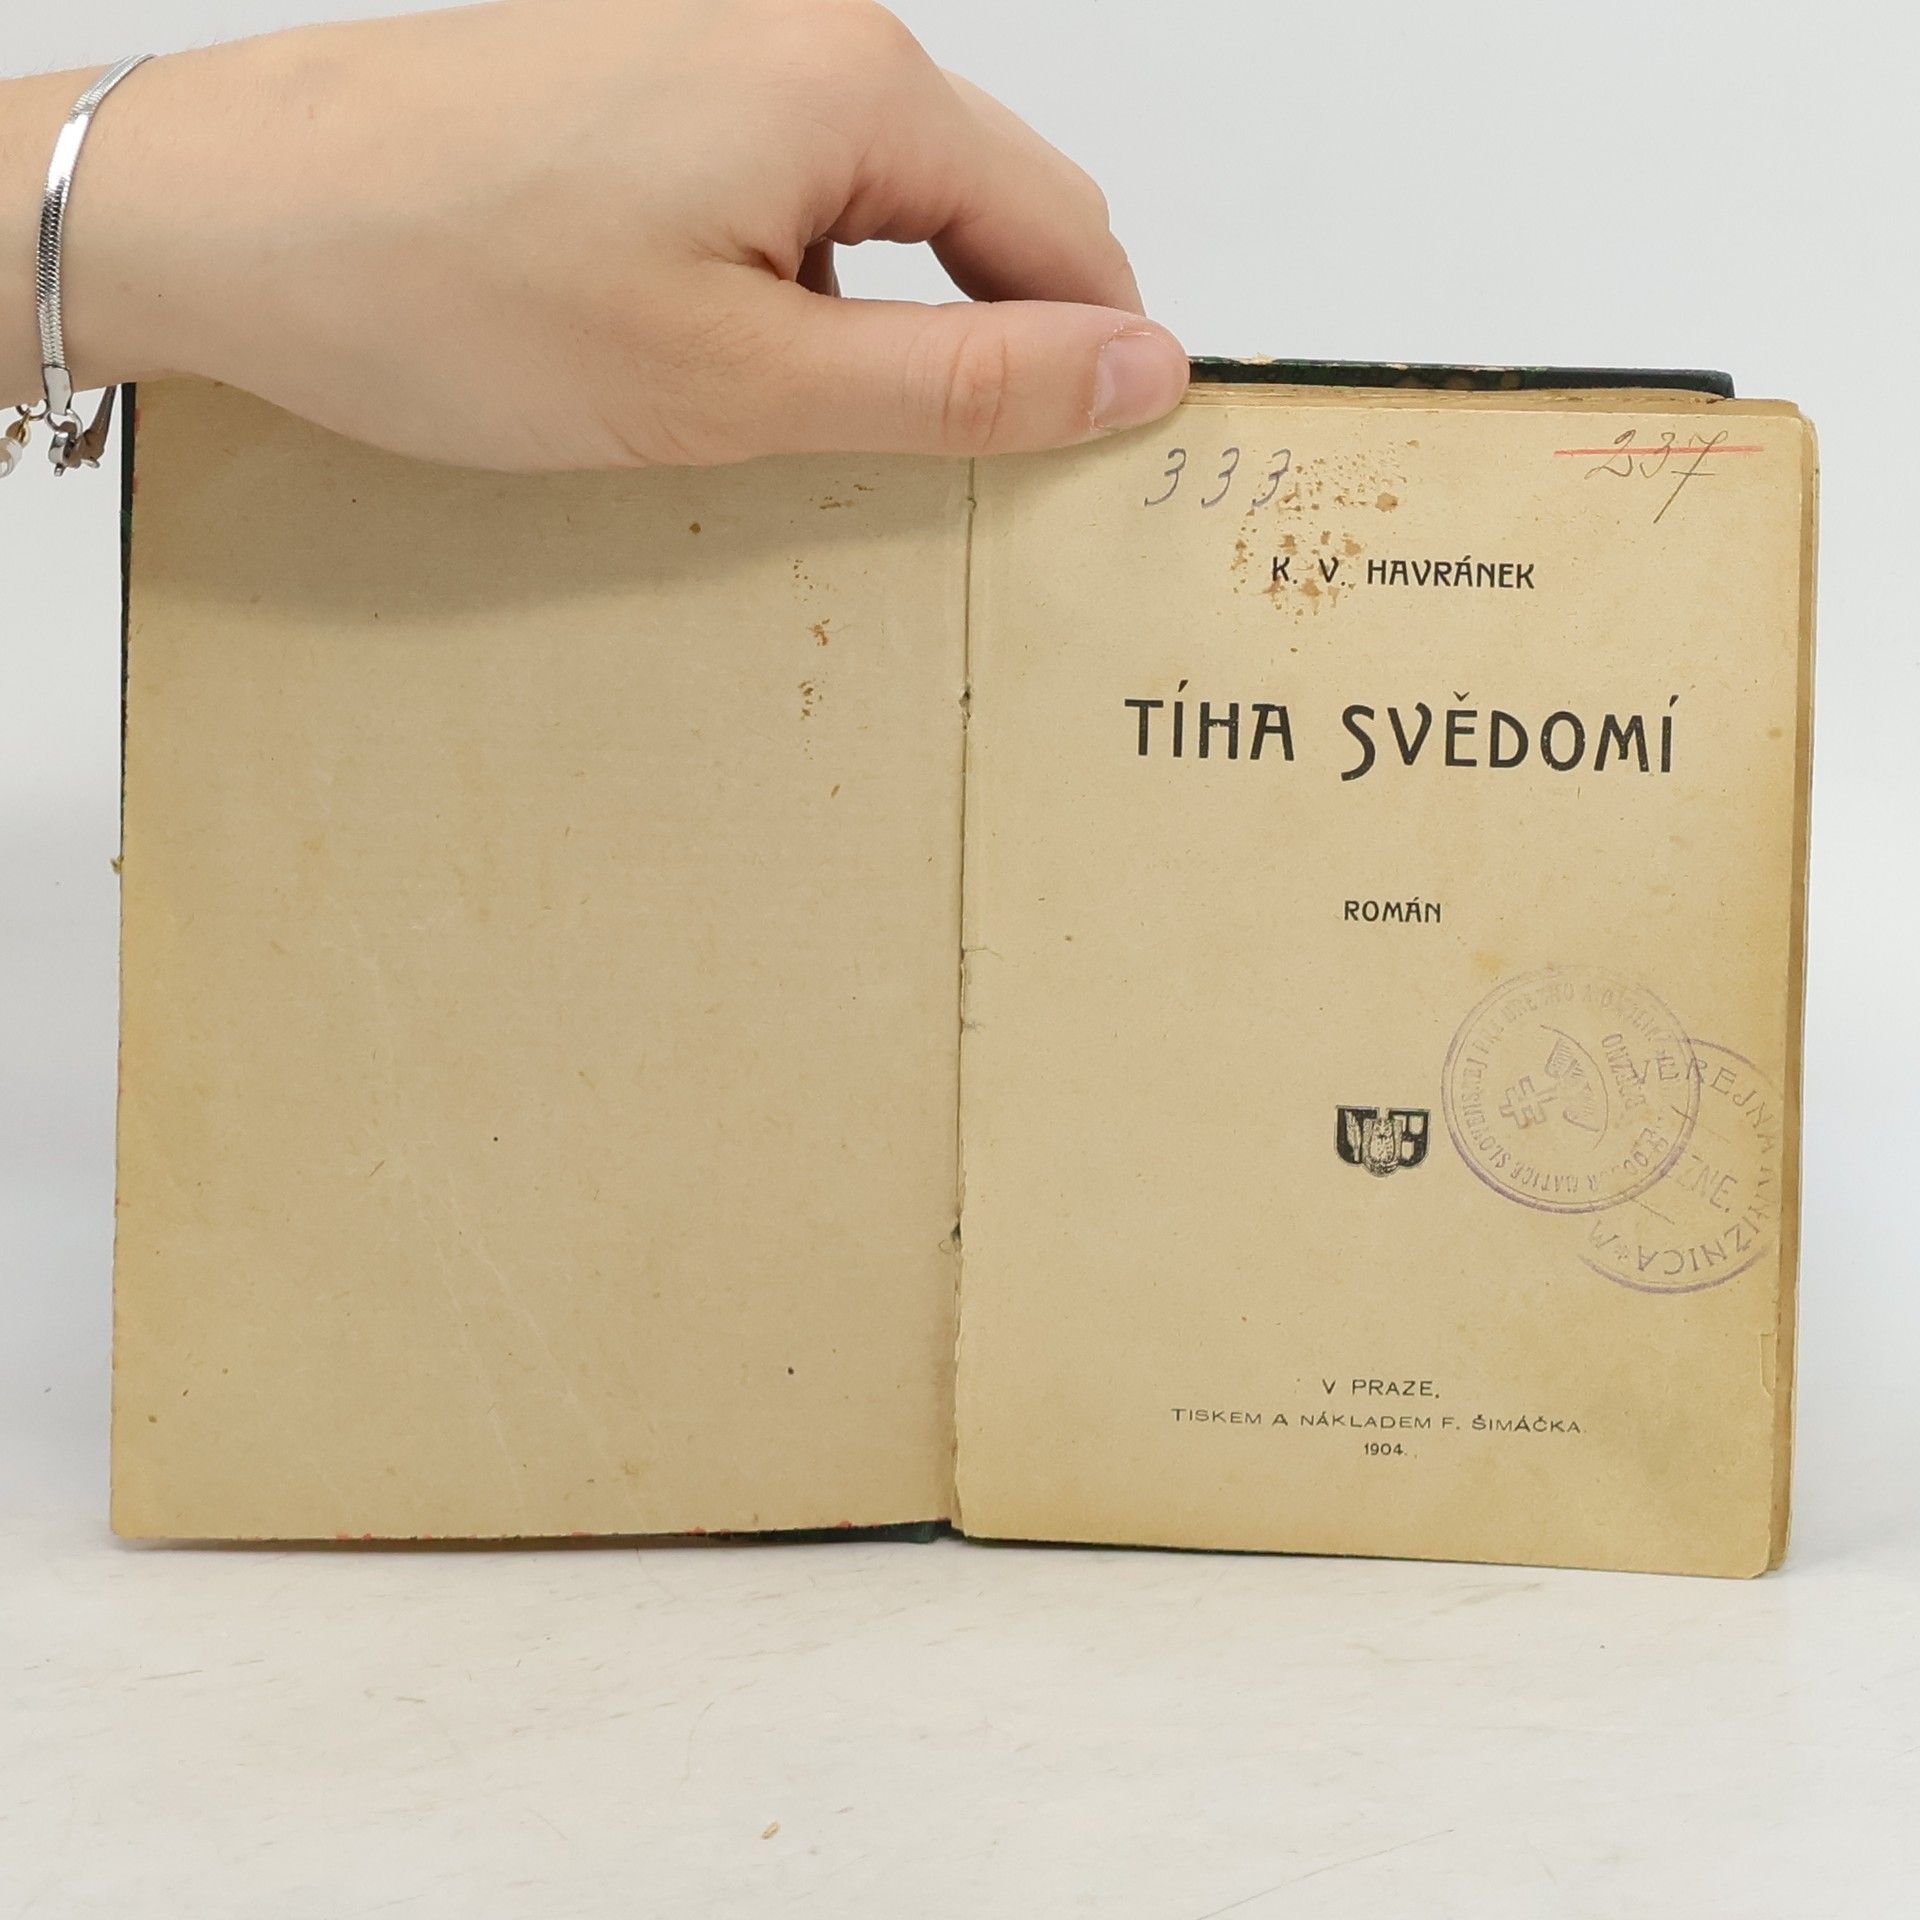 333
237
K. V. HAVRÁNEK
TÍHA SVĚDOMÍ
ROMÁN
V PRAZE.
TISKEM A NÁKLADEM F. ŠIMÁČKA.
1904.